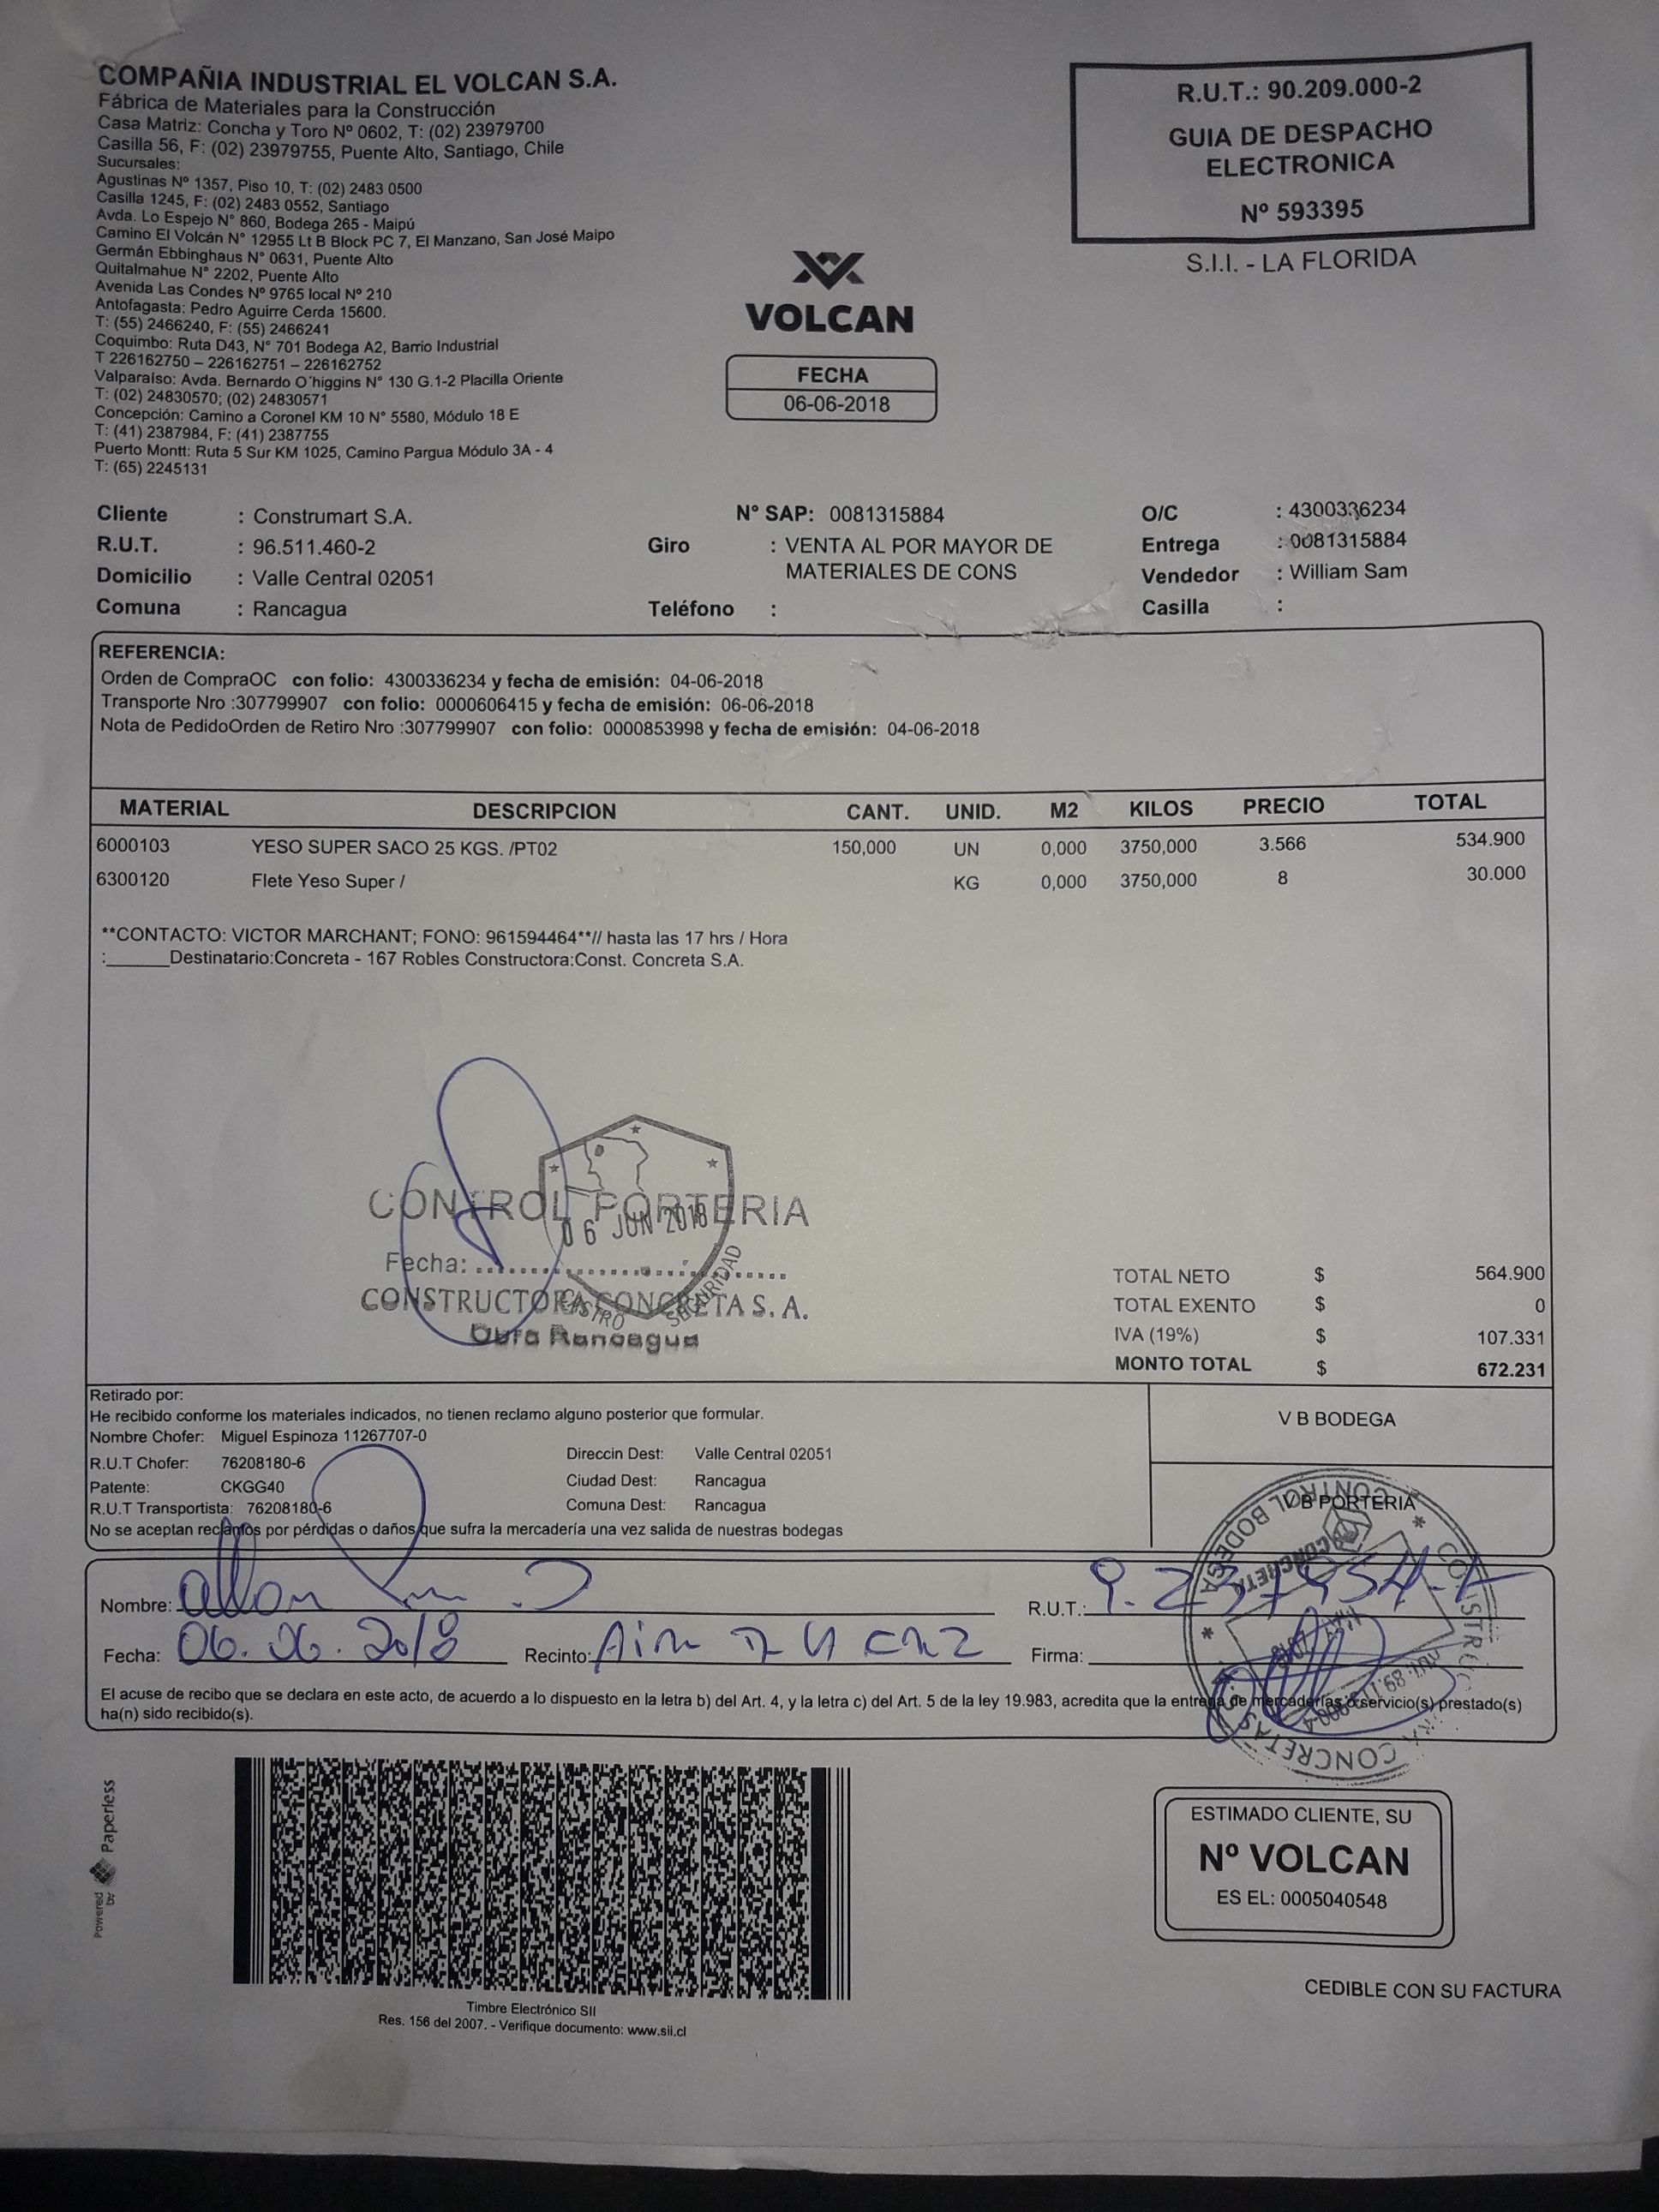 COMPAÑIA INDUSTRIAL EL VOLCAN S.A.
Fábrica de Materiales para la Construcción
Casa Matriz: Concha y Toro Nº 0602, T: (02) 23979700
Casilla 56, F: (02) 23979755, Puente Alto, Santiago, Chile
Sucursales:
Agustinas Nº 1357, Piso 10, T: (02) 2483 0500
Casilla 1245, F: (02) 2483 0552, Santiago
Avda. Lo Espejo N° 860, Bodega 265 - Maipú
Camino El Volcán N° 12955 Lt B Block PC 7, El Manzano, San José Maipo
Germán Ebbinghaus N° 0631, Puente Alto
Quitalmahue N° 2202, Puente Alto
Avenida Las Condes Nº 9765 local Nº 210
Antofagasta: Pedro Aguirre Cerda 15600.
T: (55) 2466240, F: (55) 2466241
Coquimbo: Ruta D43, N° 701 Bodega A2, Barrio Industrial
T 226162750 – 226162751 – 226162752
Valparaíso: Avda. Bernardo O´higgins N° 130 G.1-2 Placilla Oriente
T: (02) 24830570; (02) 24830571
Concepción: Camino a Coronel KM 10 N° 5580, Módulo 18 E
T: (41) 2387984, F: (41) 2387755
Puerto Montt: Ruta 5 Sur KM 1025, Camino Pargua Módulo 3A - 4
T: (65) 2245131
VOLCAN
FECHA
06-06-2018
R.U.T.: 90.209.000-2
GUIA DE DESPACHO
ELECTRONICA
Nº 593395
S.I.I. - LA FLORIDA
Cliente : Construmart S.A. N° SAP: 0081315884 O/C : 4300336234
R.U.T. : 96.511.460-2 Giro : VENTA AL POR MAYOR DE Entrega : 0081315884
MATERIALES DE CONS
Domicilio : Valle Central 02051 Vendedor : William Sam
Comuna : Rancagua Teléfono : Casilla :
REFERENCIA:
Orden de CompraOC con folio: 4300336234 y fecha de emisión: 04-06-2018
Transporte Nro :307799907 con folio: 0000606415 y fecha de emisión: 06-06-2018
Nota de PedidoOrden de Retiro Nro :307799907 con folio: 0000853998 y fecha de emisión: 04-06-2018
MATERIAL DESCRIPCION CANT. UNID. M2 KILOS PRECIO TOTAL
6000103 YESO SUPER SACO 25 KGS. /PT02 150,000 UN 0,000 3750,000 3.566 534.900
6300120 Flete Yeso Super / KG 0,000 3750,000 8 30.000
**CONTACTO: VICTOR MARCHANT; FONO: 961594464**// hasta las 17 hrs / Hora
:______Destinatario:Concreta - 167 Robles Constructora:Const. Concreta S.A.
CONTROL PORTERIA
06 JUN 2018
Fecha:
CONSTRUCTORA CONCRETA S. A.
CASTRO SEGURIDAD
Obra Rancagua
TOTAL NETO $ 564.900
TOTAL EXENTO $ 0
IVA (19%) $ 107.331
MONTO TOTAL $ 672.231
Retirado por:
He recibido conforme los materiales indicados, no tienen reclamo alguno posterior que formular.
Nombre Chofer: Miguel Espinoza 11267707-0
R.U.T Chofer: 76208180-6 Direccin Dest: Valle Central 02051
Patente: CKGG40 Ciudad Dest: Rancagua
R.U.T Transportista: 76208180-6 Comuna Dest: Rancagua
No se aceptan reclamos por pérdidas o daños que sufra la mercadería una vez salida de nuestras bodegas
V B BODEGA
V B PORTERIA
CONTROL BODEGA
CONCRETA
Nombre: R.U.T.:
Fecha: 06.06.2018 Recinto: Firma:
El acuse de recibo que se declara en este acto, de acuerdo a lo dispuesto en la letra b) del Art. 4, y la letra c) del Art. 5 de la ley 19.983, acredita que la entrega de mercaderías o servicio(s) prestado(s)
ha(n) sido recibido(s).
Powered by Paperless
Timbre Electrónico SII
Res. 156 del 2007. - Verifique documento: www.sii.cl
ESTIMADO CLIENTE, SU
Nº VOLCAN
ES EL: 0005040548
CEDIBLE CON SU FACTURA